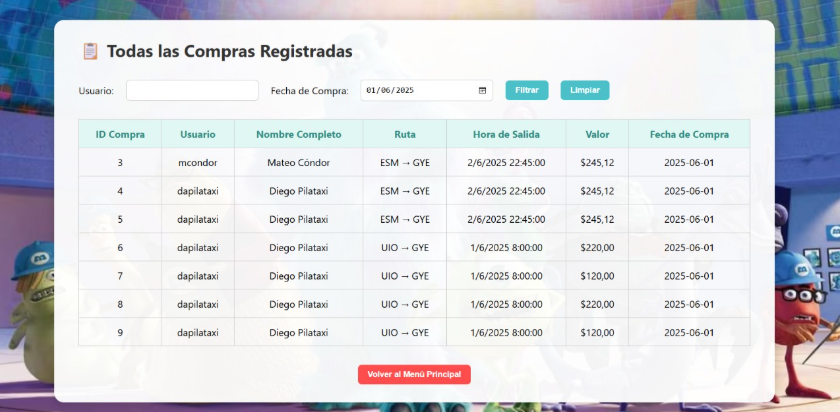 Todas las Compras Registradas
Usuario: Fecha de Compra: 01/06/2025 Filtrar Limpiar
ID Compra Usuario Nombre Completo Ruta Hora de Salida Valor Fecha de Compra
3 mcondor Mateo Cóndor ESM → GYE 2/6/2025 22:45:00 $245,12 2025-06-01
4 dapilataxi Diego Pilataxi ESM → GYE 2/6/2025 22:45:00 $245,12 2025-06-01
5 dapilataxi Diego Pilataxi ESM → GYE 2/6/2025 22:45:00 $245,12 2025-06-01
6 dapilataxi Diego Pilataxi UIO → GYE 1/6/2025 8:00:00 $220,00 2025-06-01
7 dapilataxi Diego Pilataxi UIO → GYE 1/6/2025 8:00:00 $120,00 2025-06-01
8 dapilataxi Diego Pilataxi UIO → GYE 1/6/2025 8:00:00 $220,00 2025-06-01
9 dapilataxi Diego Pilataxi UIO → GYE 1/6/2025 8:00:00 $120,00 2025-06-01
Volver al Menú Principal